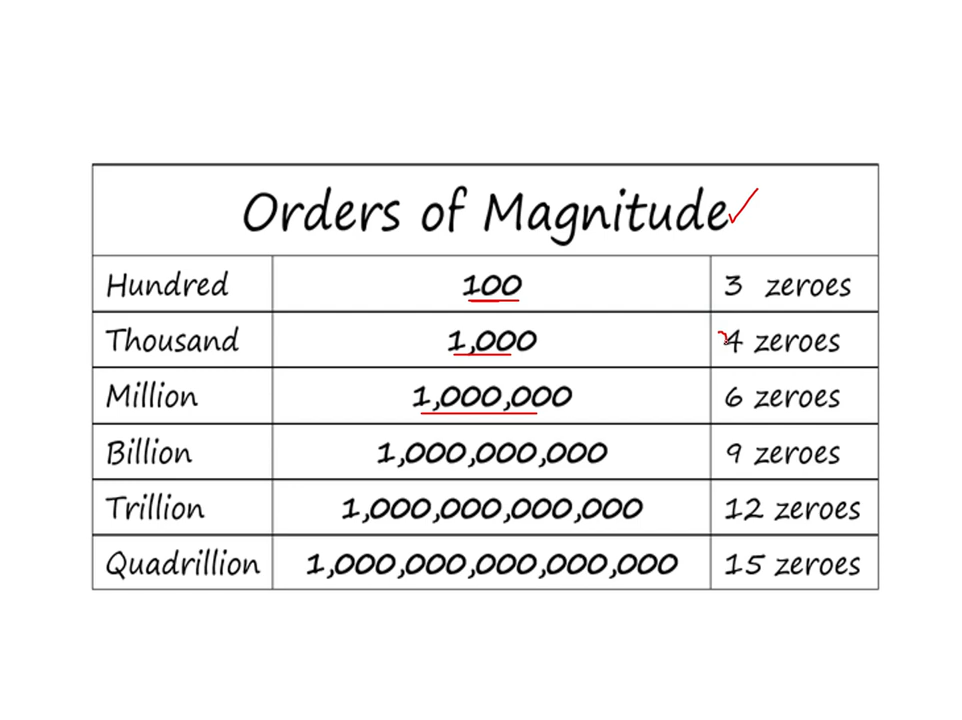 Orders of Magnitude
Hundred 100 3 zeroes
Thousand 1,000 4 zeroes
Million 1,000,000 6 zeroes
Billion 1,000,000,000 9 zeroes
Trillion 1,000,000,000,000 12 zeroes
Quadrillion 1,000,000,000,000,000 15 zeroes